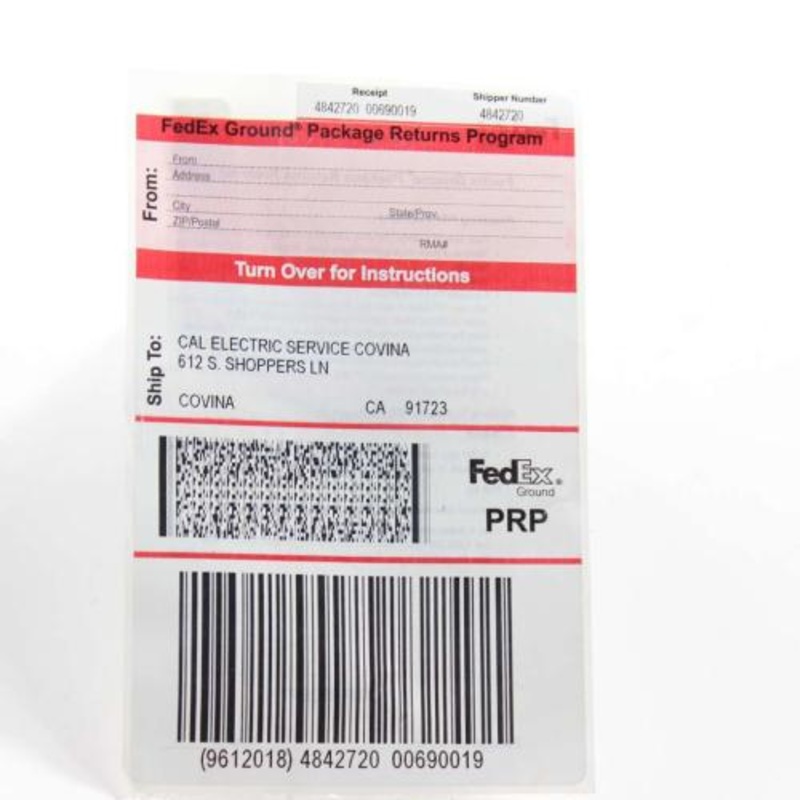 Receipt Shipper Number
4842720 00690019 4842720
FedEx Ground® Package Returns Program
From:
From
Address
City State/Prov.
ZIP/Postal
RMA#
Turn Over for Instructions
Ship To:
CAL ELECTRIC SERVICE COVINA
612 S. SHOPPERS LN
COVINA CA 91723
FedEx®
Ground
PRP
(9612018) 4842720 00690019